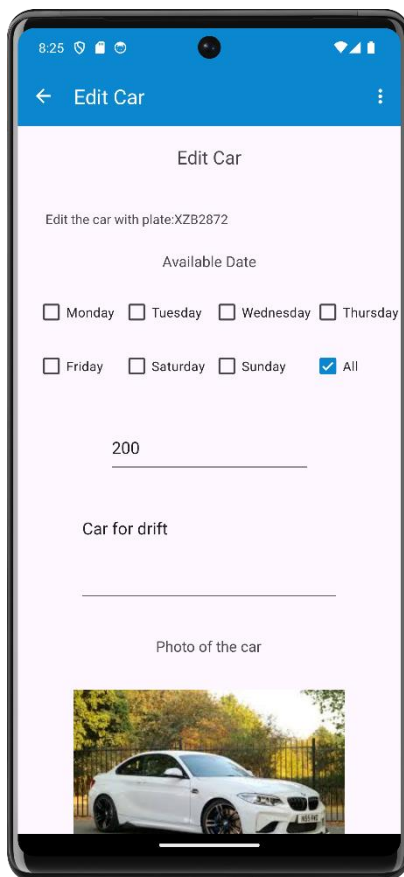 8:25
Edit Car
Edit Car
Edit the car with plate:XZB2872
Available Date
Monday Tuesday Wednesday Thursday
Friday Saturday Sunday All
200
Car for drift
Photo of the car